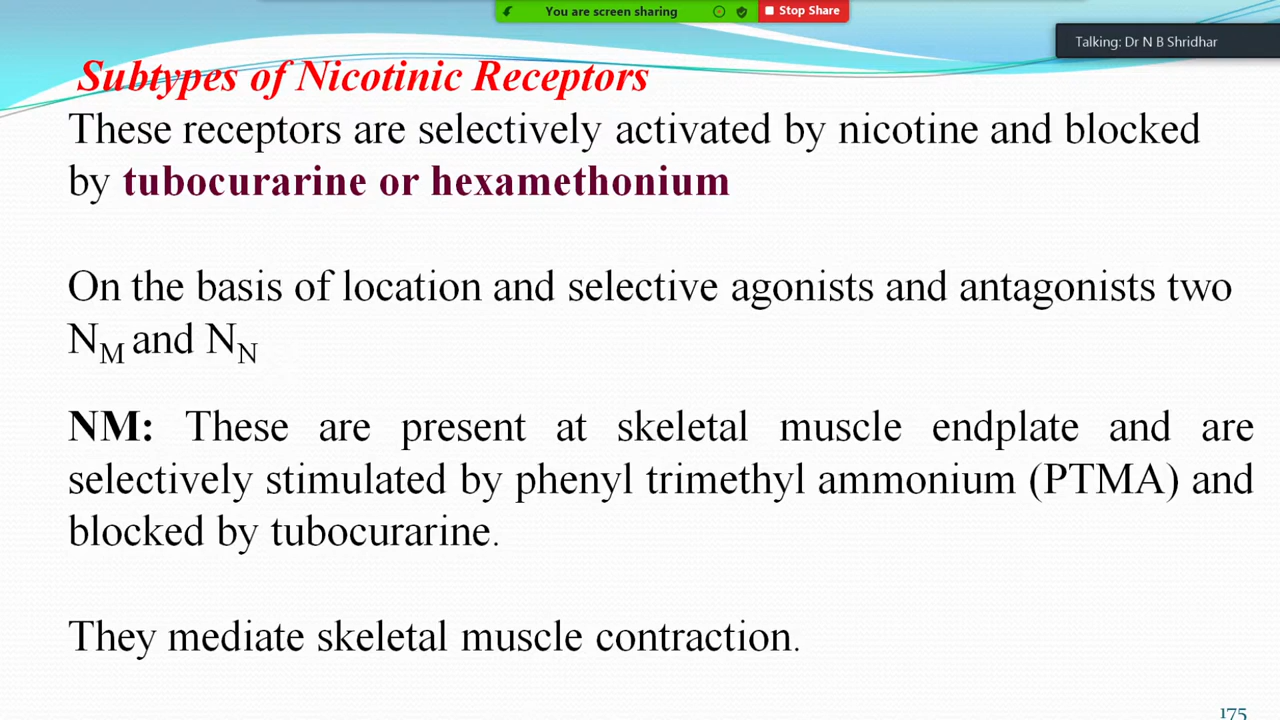 You are screen sharing
Stop Share
Talking: Dr N B Shridhar
Subtypes of Nicotinic Receptors
These receptors are selectively activated by nicotine and blocked
by tubocurarine or hexamethonium
On the basis of location and selective agonists and antagonists two
NM and NN
NM: These are present at skeletal muscle endplate and are
selectively stimulated by phenyl trimethyl ammonium (PTMA) and
blocked by tubocurarine.
They mediate skeletal muscle contraction.
175